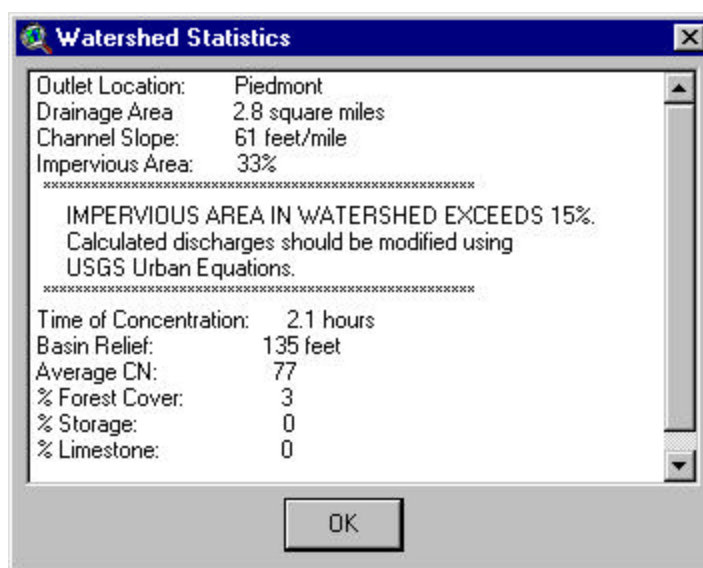 Watershed Statistics
Outlet Location: Piedmont
Drainage Area 2.8 square miles
Channel Slope: 61 feet/mile
Impervious Area: 33%
IMPERVIOUS AREA IN WATERSHED EXCEEDS 15%.
Calculated discharges should be modified using
USGS Urban Equations.
Time of Concentration: 2.1 hours
Basin Relief: 135 feet
Average CN: 77
% Forest Cover: 3
% Storage: 0
% Limestone: 0
OK